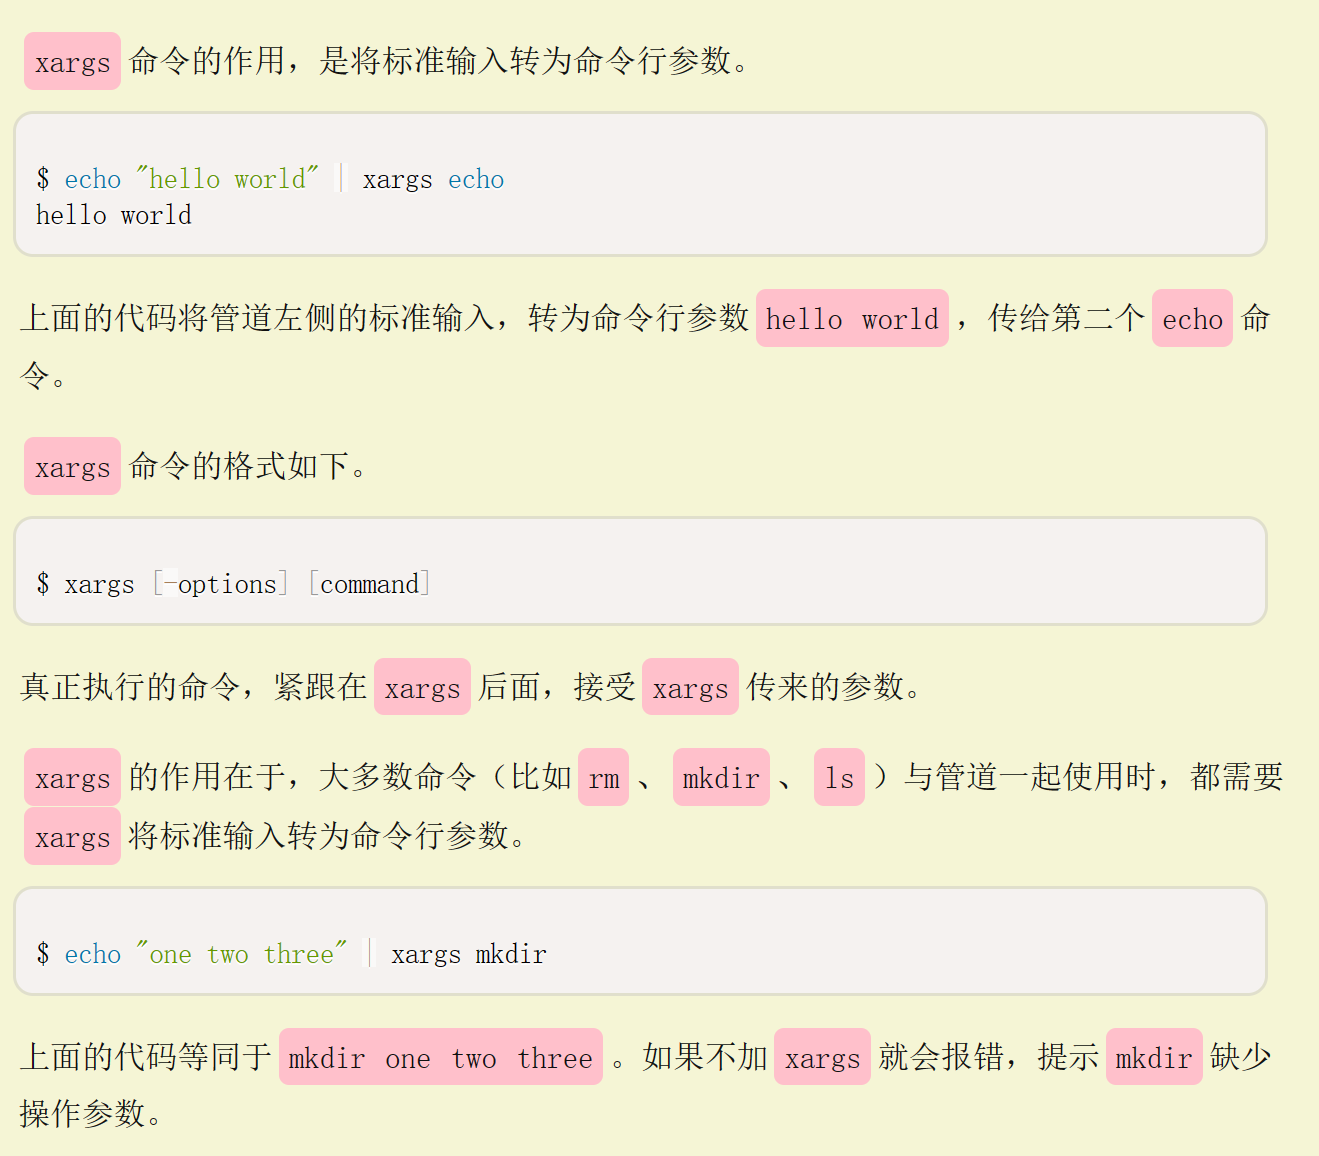 xargs 命令的作用，是将标准输入转为命令行参数。
$ echo "hello world" | xargs echo
hello world
上面的代码将管道左侧的标准输入，转为命令行参数 hello world ，传给第二个 echo 命
令。
xargs 命令的格式如下。
$ xargs [-options] [command]
真正执行的命令，紧跟在 xargs 后面，接受 xargs 传来的参数。
xargs 的作用在于，大多数命令（比如 rm 、 mkdir 、 ls ）与管道一起使用时，都需要
xargs 将标准输入转为命令行参数。
$ echo "one two three" | xargs mkdir
上面的代码等同于 mkdir one two three 。如果不加 xargs 就会报错，提示 mkdir 缺少
操作参数。